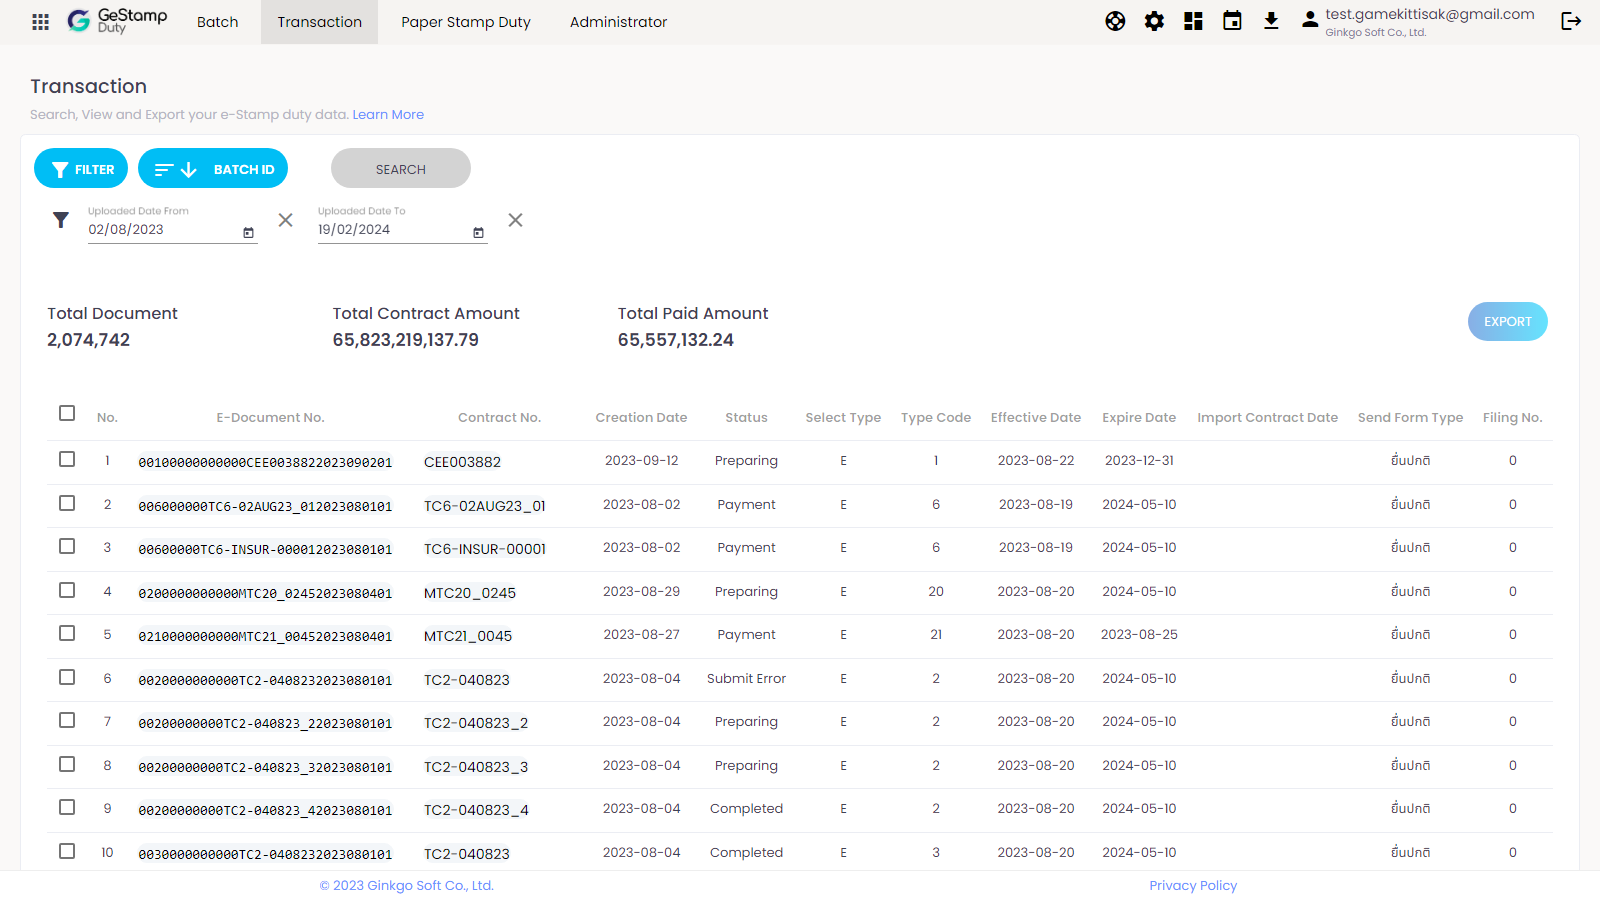 GeStamp
Duty
Batch
Transaction
Paper Stamp Duty
Administrator
test.gamekittisak@gmail.com
Ginkgo Soft Co., Ltd.
Transaction
Search, View and Export your e-Stamp duty data. Learn More
FILTER
BATCH ID
SEARCH
Uploaded Date From
02/08/2023
Uploaded Date To
19/02/2024
Total Document
2,074,742
Total Contract Amount
65,823,219,137.79
Total Paid Amount
65,557,132.24
EXPORT
No. E-Document No. Contract No. Creation Date Status Select Type Type Code Effective Date Expire Date Import Contract Date Send Form Type Filing No.
1 00100000000000CEE0038822023090201 CEE003882 2023-09-12 Preparing E 1 2023-08-22 2023-12-31 ยื่นปกติ 0
2 006000000TC6-02AUG23_012023080101 TC6-02AUG23_01 2023-08-02 Payment E 6 2023-08-19 2024-05-10 ยื่นปกติ 0
3 00600000TC6-INSUR-000012023080101 TC6-INSUR-00001 2023-08-02 Payment E 6 2023-08-19 2024-05-10 ยื่นปกติ 0
4 0200000000000MTC20_02452023080401 MTC20_0245 2023-08-29 Preparing E 20 2023-08-20 2024-05-10 ยื่นปกติ 0
5 0210000000000MTC21_00452023080401 MTC21_0045 2023-08-27 Payment E 21 2023-08-20 2023-08-25 ยื่นปกติ 0
6 0020000000000TC2-0408232023080101 TC2-040823 2023-08-04 Submit Error E 2 2023-08-20 2024-05-10 ยื่นปกติ 0
7 00200000000TC2-040823_22023080101 TC2-040823_2 2023-08-04 Preparing E 2 2023-08-20 2024-05-10 ยื่นปกติ 0
8 00200000000TC2-040823_32023080101 TC2-040823_3 2023-08-04 Preparing E 2 2023-08-20 2024-05-10 ยื่นปกติ 0
9 00200000000TC2-040823_42023080101 TC2-040823_4 2023-08-04 Completed E 2 2023-08-20 2024-05-10 ยื่นปกติ 0
10 0030000000000TC2-0408232023080101 TC2-040823 2023-08-04 Completed E 3 2023-08-20 2024-05-10 ยื่นปกติ 0
© 2023 Ginkgo Soft Co., Ltd.
Privacy Policy